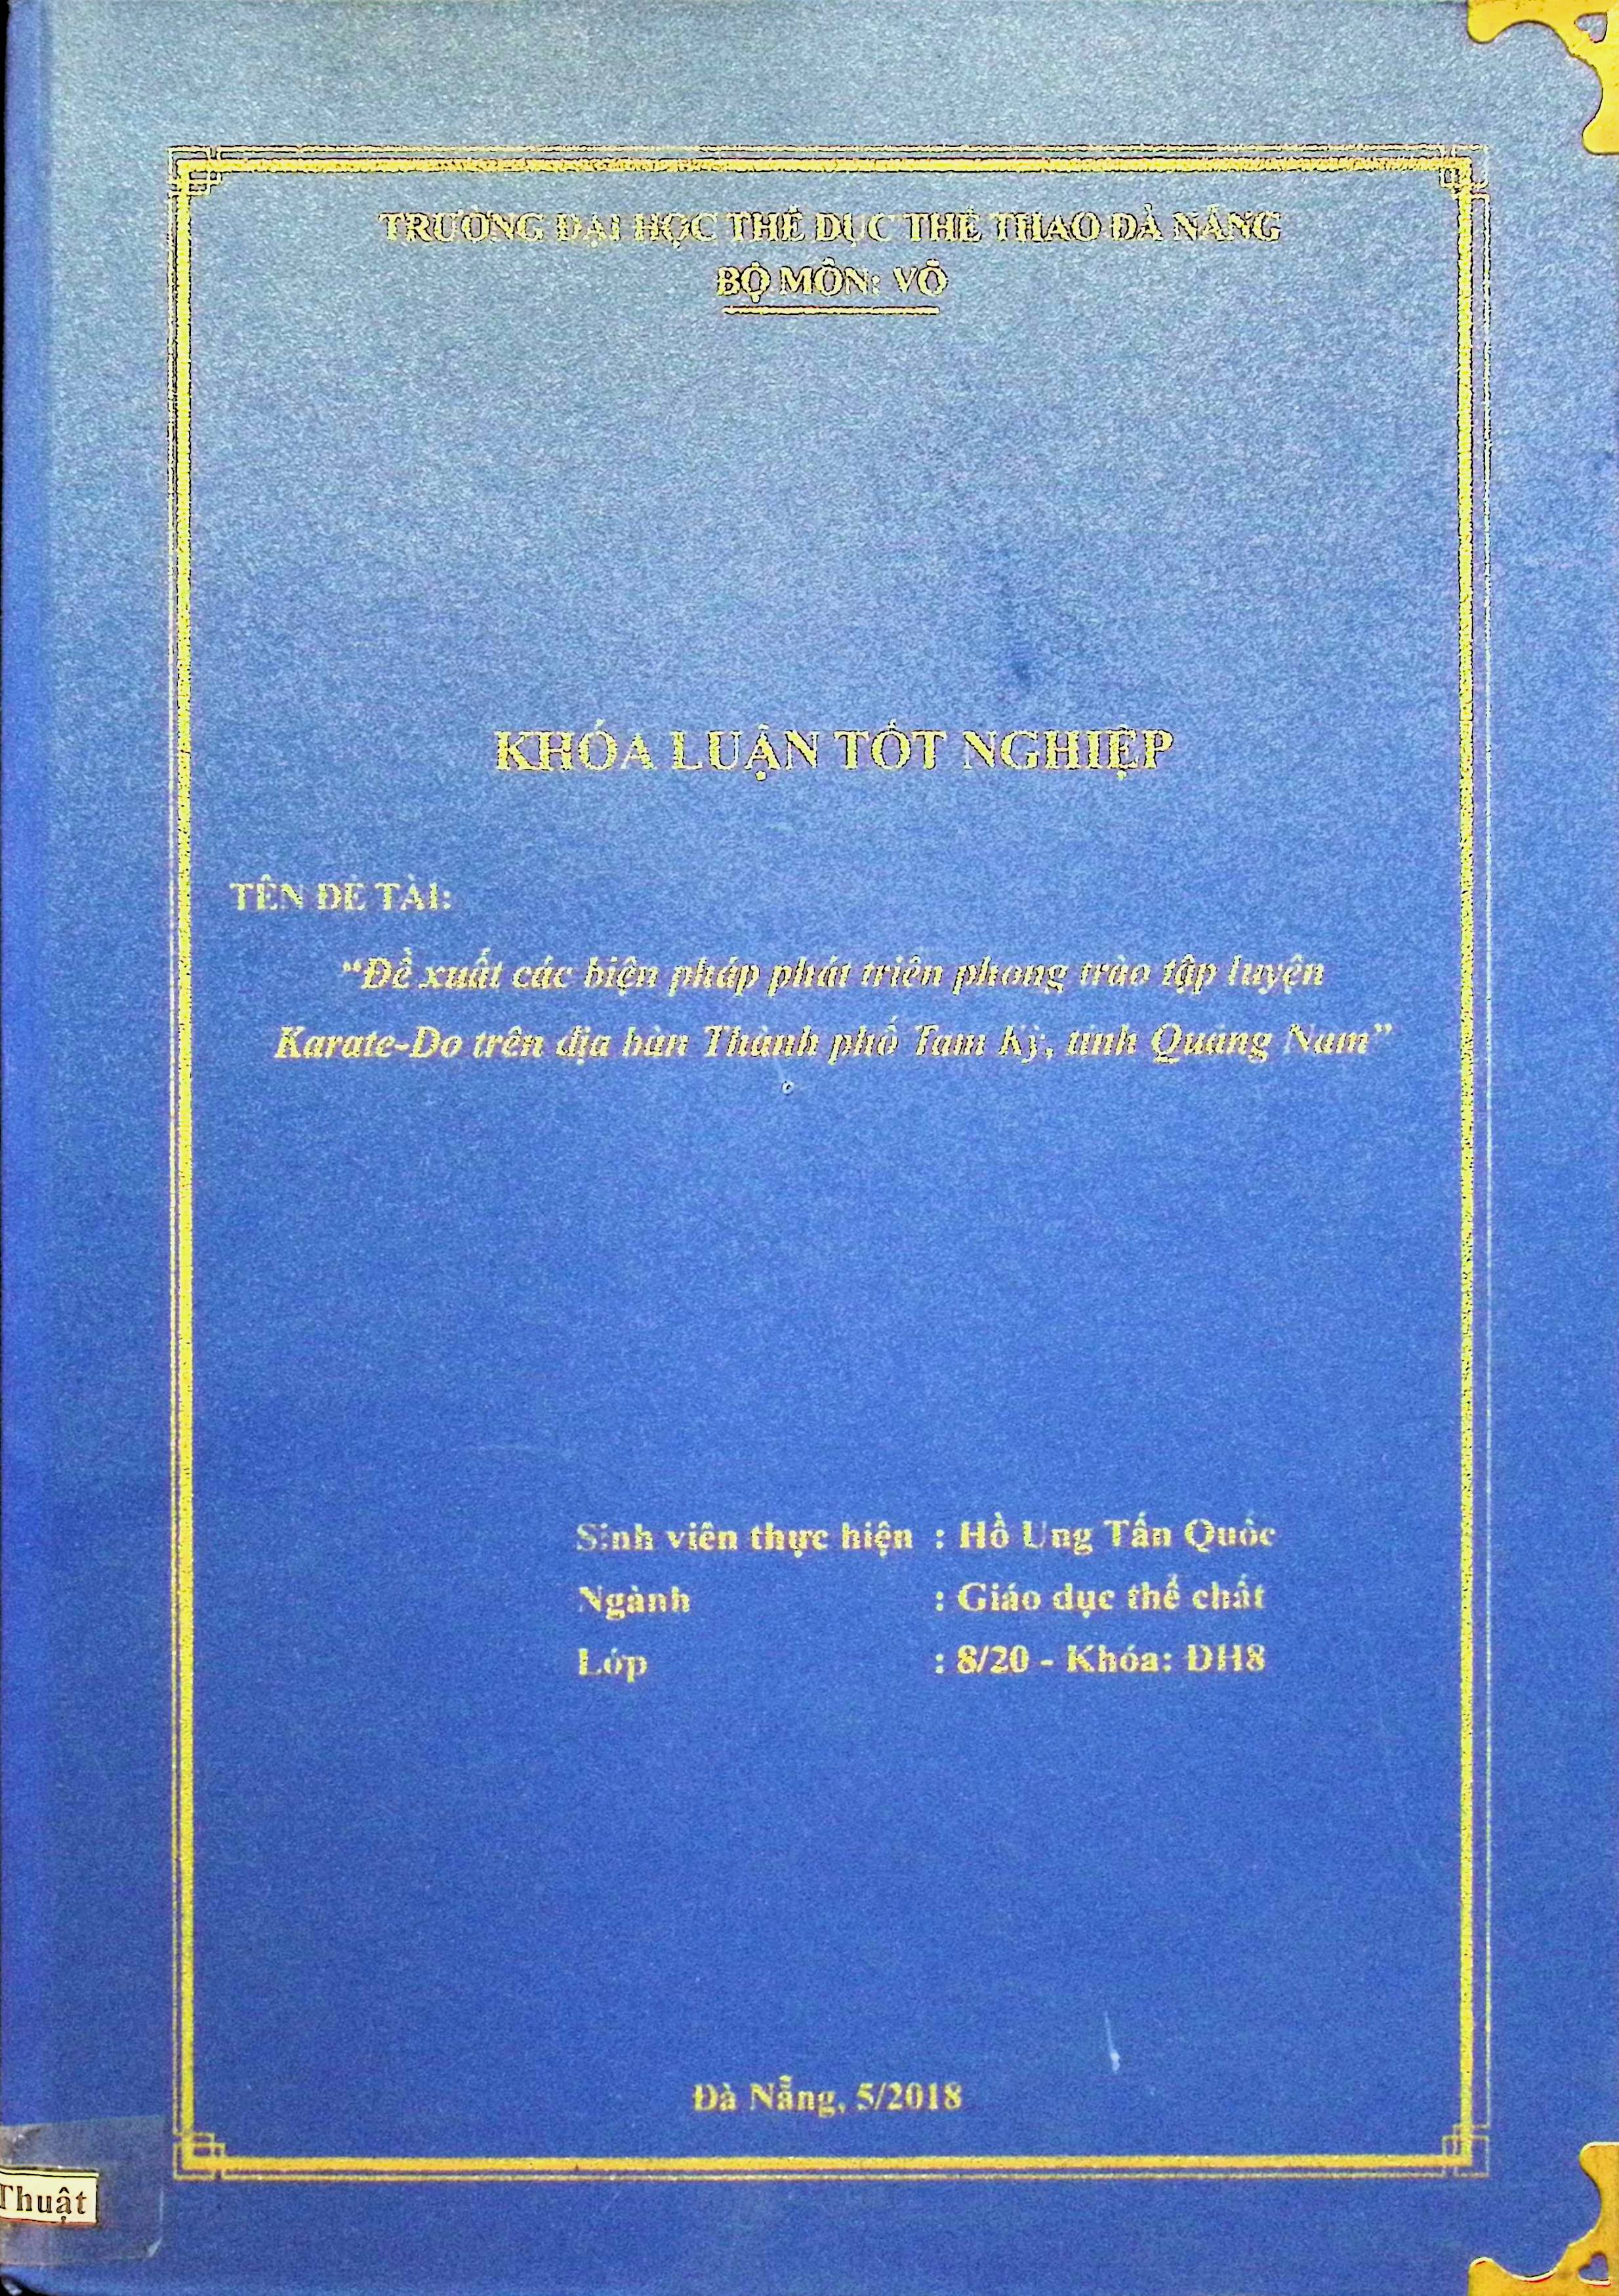 TRƯỜNG ĐẠI HỌC THỂ DỤC THỂ THAO ĐÀ NẴNG
BỘ MÔN: VÕ
KHÓA LUẬN TỐT NGHIỆP
TÊN ĐỀ TÀI:
“Đề xuất các biện pháp phát triển phong trào tập luyện
Karate-Do trên địa bàn Thành phố Tam Kỳ, tỉnh Quảng Nam”
Sinh viên thực hiện : Hồ Ung Tấn Quốc
Ngành : Giáo dục thể chất
Lớp : 8/20 - Khóa: ĐH8
Đà Nẵng, 5/2018
Thuật